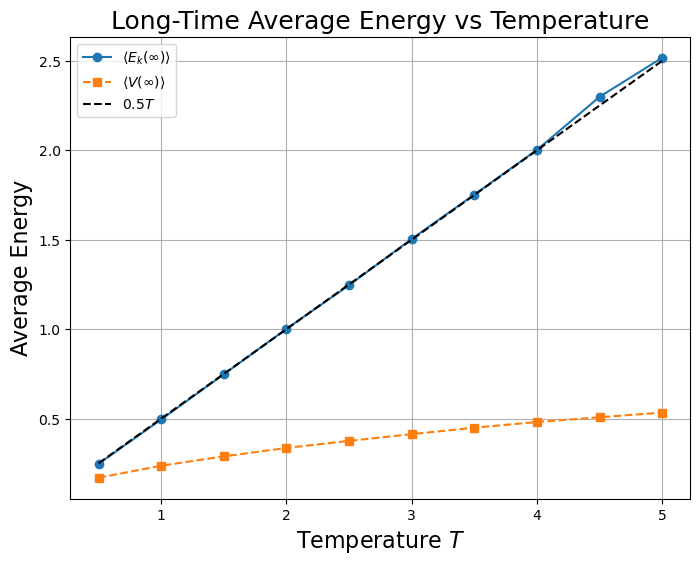 Long-Time Average Energy vs Temperature
⟨E_k(∞)⟩
⟨V(∞)⟩
0.5T
Average Energy
2.5
2.0
1.5
1.0
0.5
1 2 3 4 5
Temperature T